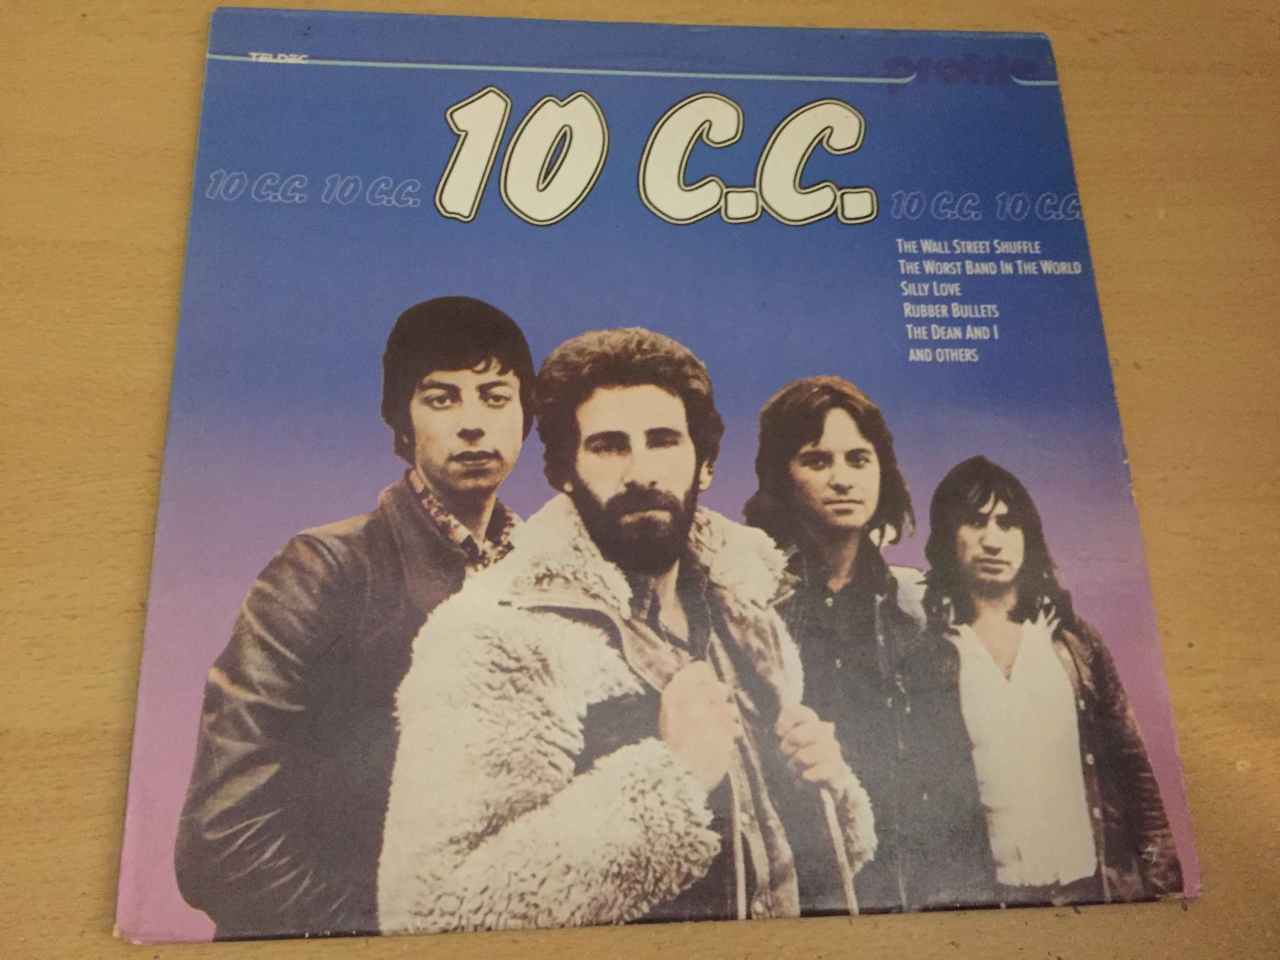 TELDEC
profile
10 C.C.
10 C.C. 10 C.C.
10 C.C. 10 C.C.
THE WALL STREET SHUFFLE
THE WORST BAND IN THE WORLD
SILLY LOVE
RUBBER BULLETS
THE DEAN AND I
AND OTHERS